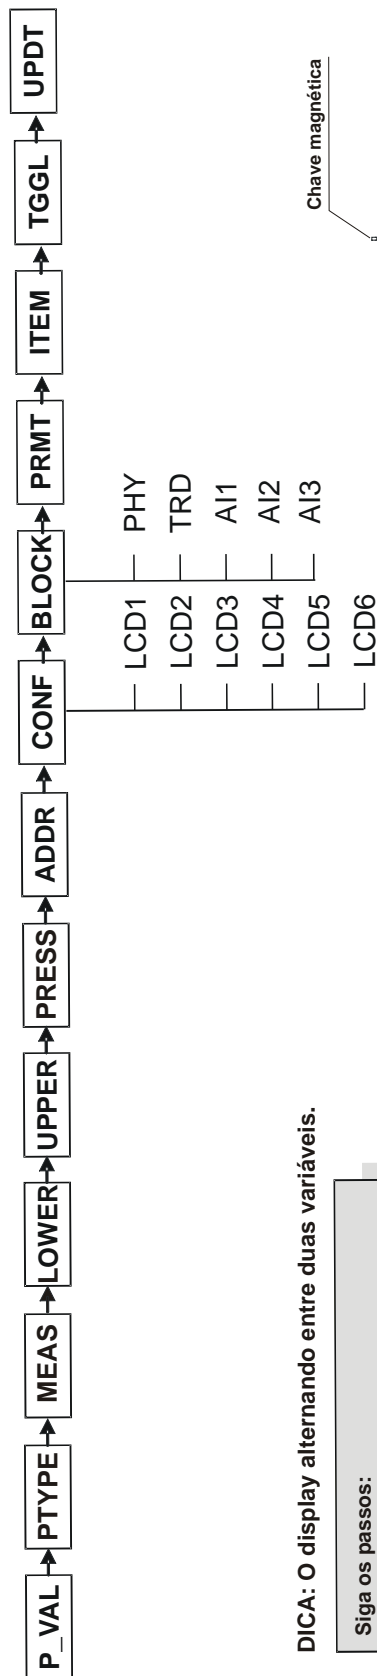 P_VAL
PTYPE
MEAS
LOWER
UPPER
PRESS
ADDR
CONF
BLOCK
PRMT
ITEM
TGGL
UPDT
LCD1
LCD2
LCD3
LCD4
LCD5
LCD6
PHY
TRD
AI1
AI2
AI3
Chave magnética
DICA: O display alternando entre duas variáveis.
Siga os passos: